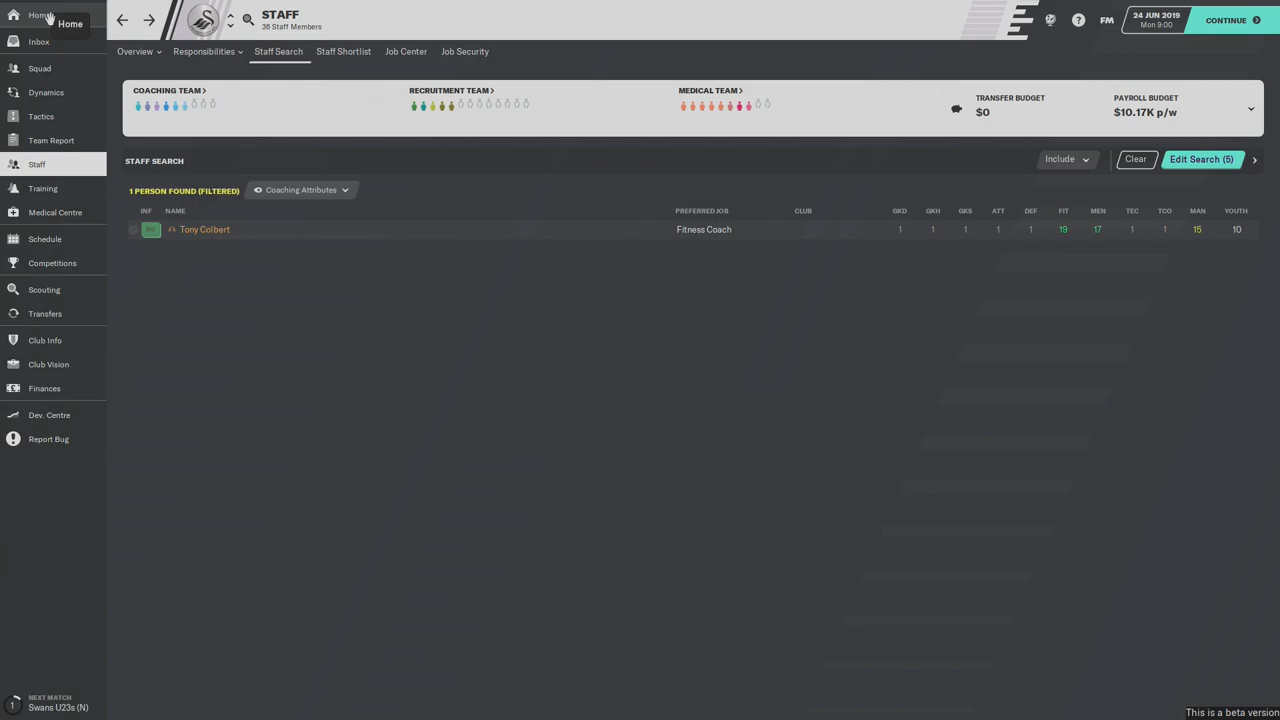 Home
Home
Inbox
Squad
Dynamics
Tactics
Team Report
Staff
Training
Medical Centre
Schedule
Competitions
Scouting
Transfers
Club Info
Club Vision
Finances
Dev. Centre
Report Bug
1
NEXT MATCH
Swans U23s (N)
STAFF
36 Staff Members
? FM
24 JUN 2019
Mon 9:00
CONTINUE
Overview Responsibilities Staff Search Staff Shortlist Job Center Job Security
COACHING TEAM
RECRUITMENT TEAM
MEDICAL TEAM
TRANSFER BUDGET
$0
PAYROLL BUDGET
$10.17K p/w
STAFF SEARCH
Include
Clear
Edit Search (5)
1 PERSON FOUND (FILTERED)
Coaching Attributes
INF NAME PREFERRED JOB CLUB GKD GKH GKS ATT DEF FIT MEN TEC TCO MAN YOUTH
Tony Colbert Fitness Coach 1 1 1 1 1 19 17 1 1 15 10
This is a beta version